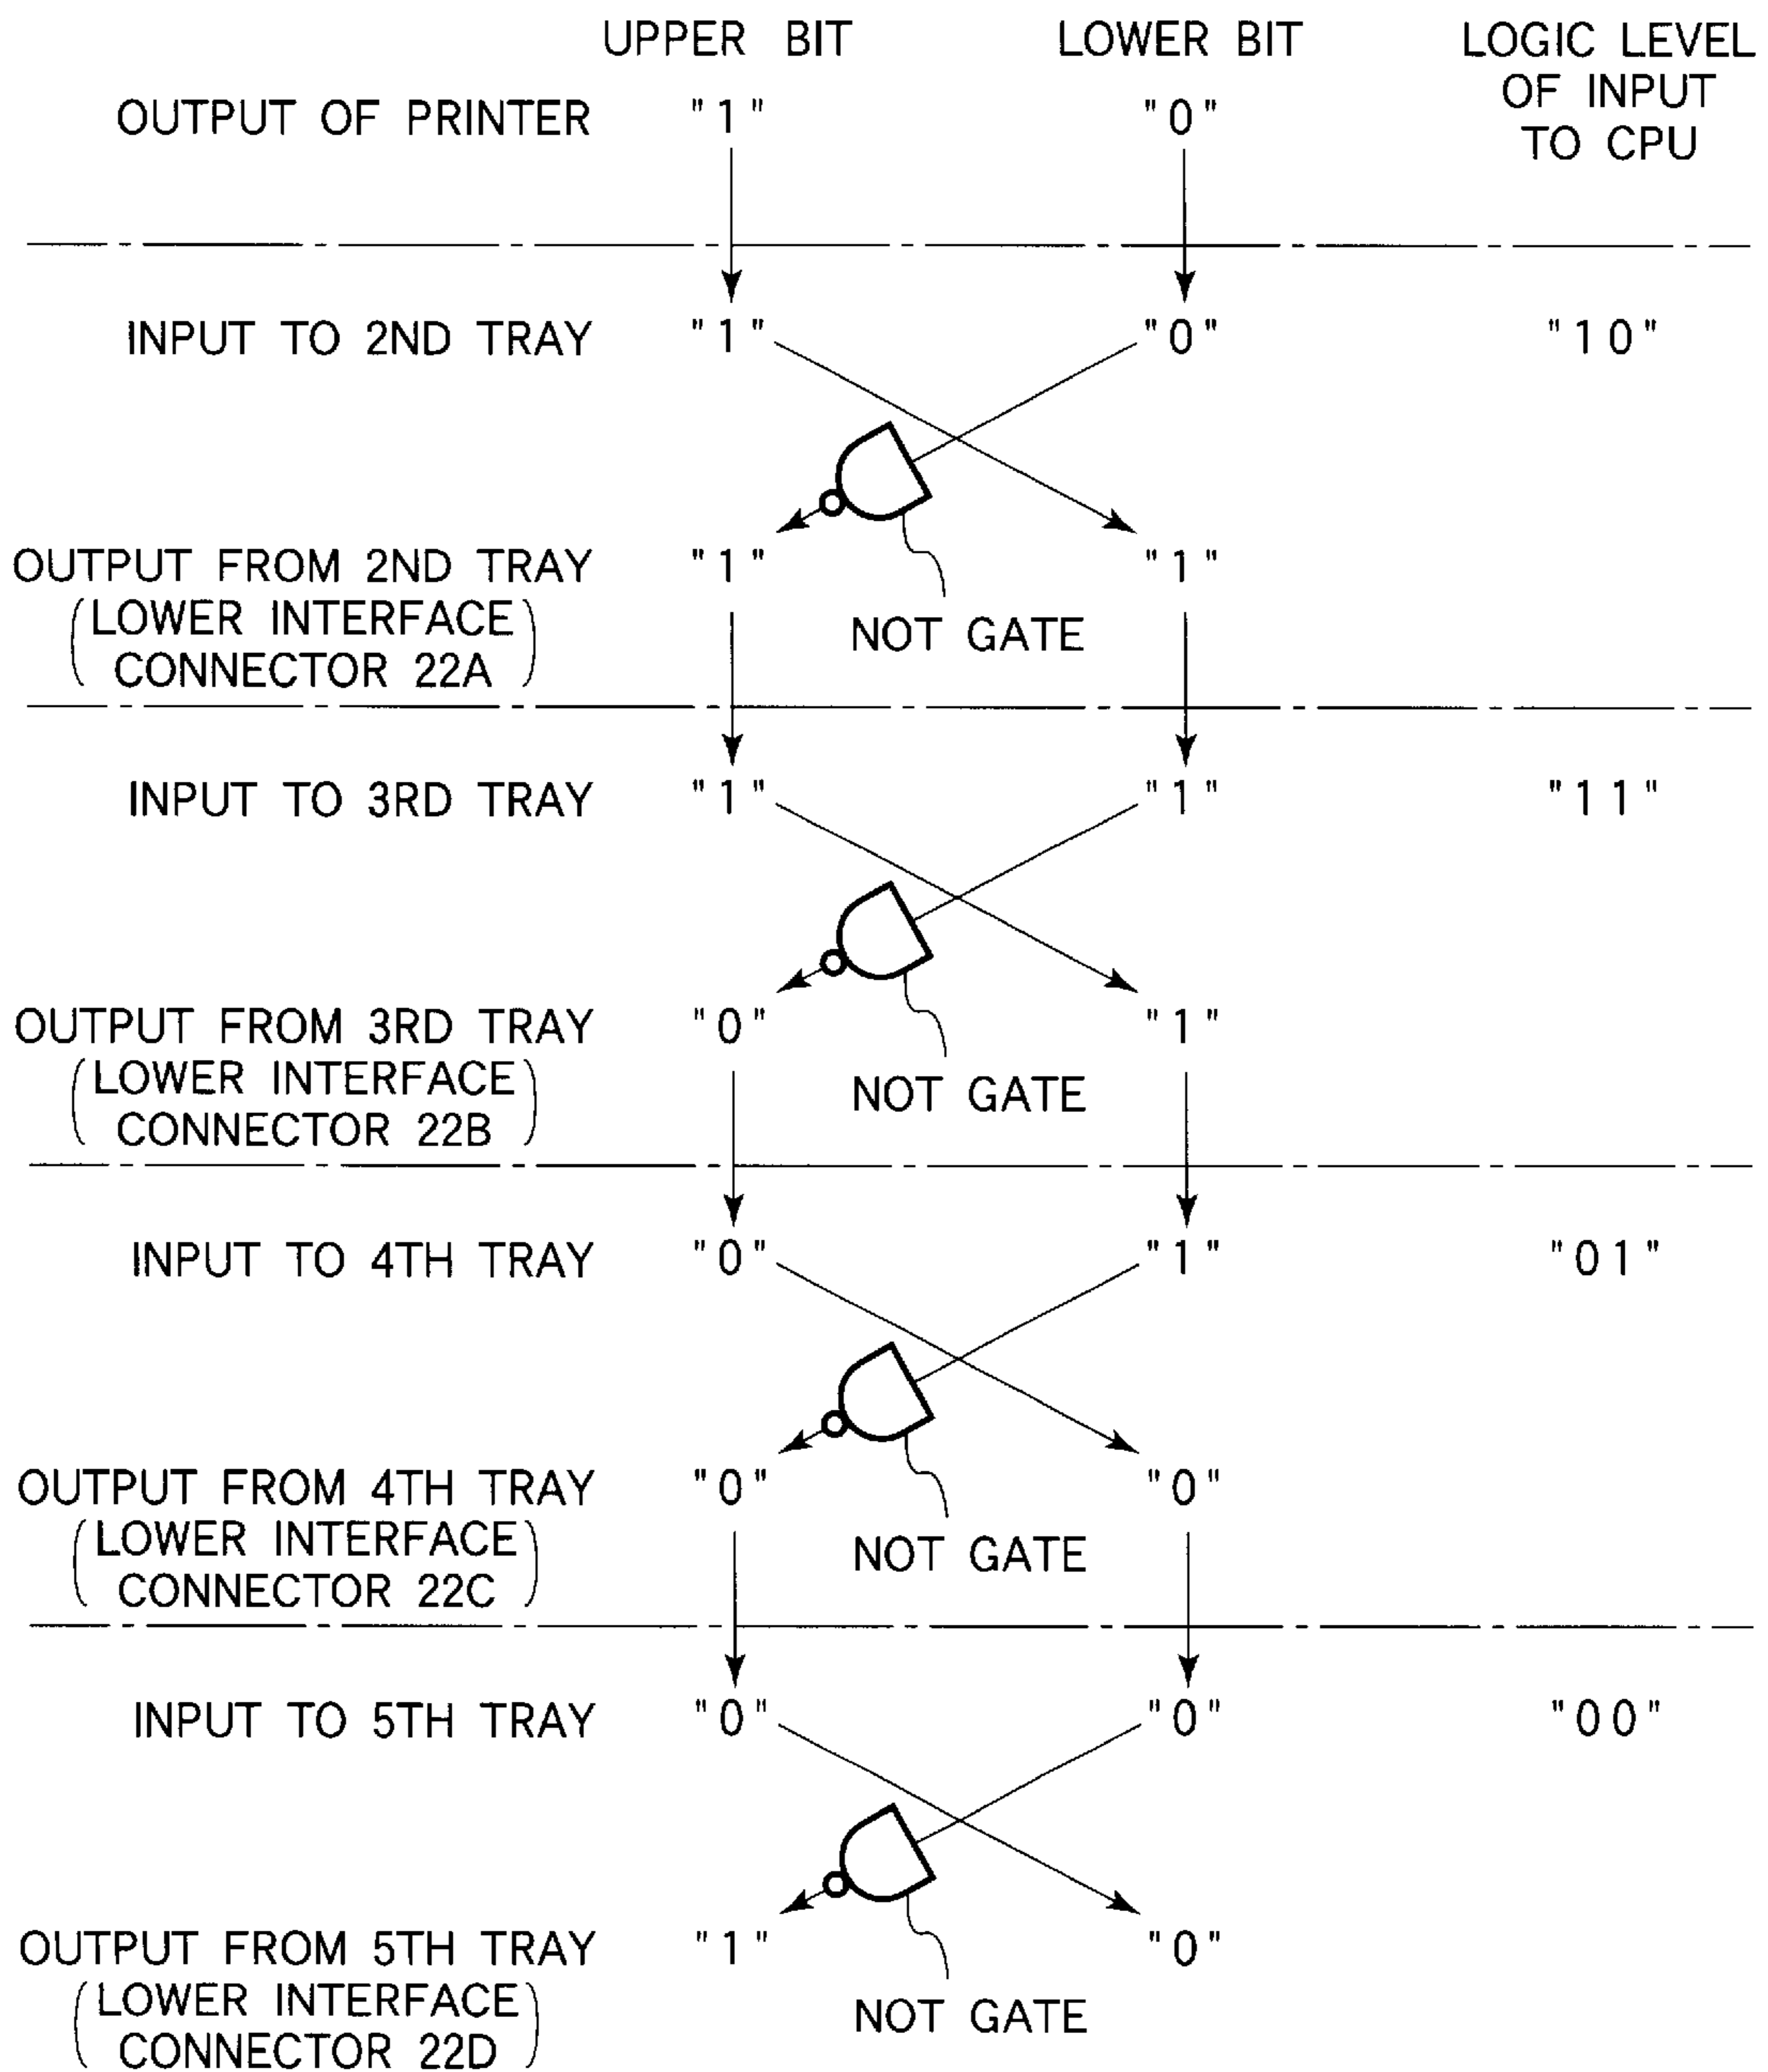 UPPER BIT LOWER BIT LOGIC LEVEL
OF INPUT
TO CPU
OUTPUT OF PRINTER "1" "0"
INPUT TO 2ND TRAY "1" "0" "10"
OUTPUT FROM 2ND TRAY "1" "1"
(LOWER INTERFACE
CONNECTOR 22A)
NOT GATE
INPUT TO 3RD TRAY "1" "1" "11"
OUTPUT FROM 3RD TRAY "0" "1"
(LOWER INTERFACE
CONNECTOR 22B)
NOT GATE
INPUT TO 4TH TRAY "0" "1" "01"
OUTPUT FROM 4TH TRAY "0" "0"
(LOWER INTERFACE
CONNECTOR 22C)
NOT GATE
INPUT TO 5TH TRAY "0" "0" "00"
OUTPUT FROM 5TH TRAY "1" "0"
(LOWER INTERFACE
CONNECTOR 22D)
NOT GATE